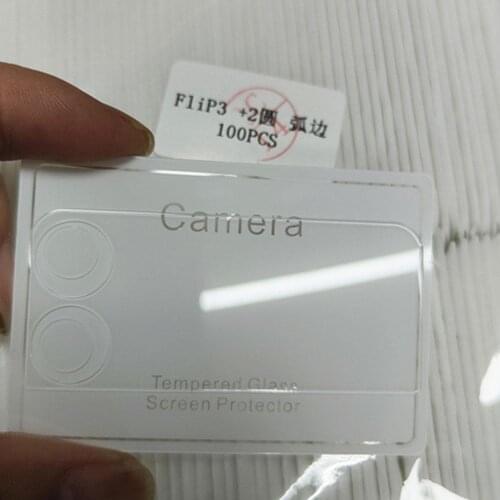 FliP3 +2圆 弧边
100PCS
Camera
Tempered Glass
Screen Protector